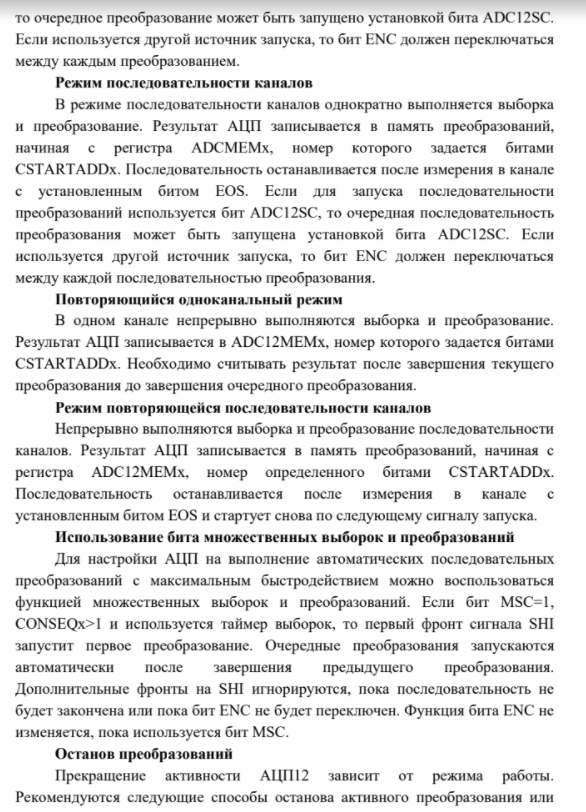 то очередное преобразование может быть запущено установкой бита ADC12SC.
Если используется другой источник запуска, то бит ENC должен переключаться
между каждым преобразованием.
Режим последовательности каналов
В режиме последовательности каналов однократно выполняется выборка
и преобразование. Результат АЦП записывается в память преобразований,
начиная с регистра ADCMEMx, номер которого задается битами
CSTARTADDx. Последовательность останавливается после измерения в канале
с установленным битом EOS. Если для запуска последовательности
преобразований используется бит ADC12SC, то очередная последовательность
преобразования может быть запущена установкой бита ADC12SC. Если
используется другой источник запуска, то бит ENC должен переключаться
между каждой последовательностью преобразования.
Повторяющийся одноканальный режим
В одном канале непрерывно выполняются выборка и преобразование.
Результат АЦП записывается в ADC12MEMx, номер которого задается битами
CSTARTADDx. Необходимо считывать результат после завершения текущего
преобразования до завершения очередного преобразования.
Режим повторяющейся последовательности каналов
Непрерывно выполняются выборка и преобразование последовательности
каналов. Результат АЦП записывается в память преобразований, начиная с
регистра ADC12MEMx, номер определенного битами CSTARTADDx.
Последовательность останавливается после измерения в канале с
установленным битом EOS и стартует снова по следующему сигналу запуска.
Использование бита множественных выборок и преобразований
Для настройки АЦП на выполнение автоматических последовательных
преобразований с максимальным быстродействием можно воспользоваться
функцией множественных выборок и преобразований. Если бит MSC=1,
CONSEQx>1 и используется таймер выборок, то первый фронт сигнала SHI
запустит первое преобразование. Очередные преобразования запускаются
автоматически после завершения предыдущего преобразования.
Дополнительные фронты на SHI игнорируются, пока последовательность не
будет закончена или пока бит ENC не будет переключен. Функция бита ENC не
изменяется, пока используется бит MSC.
Останов преобразований
Прекращение активности АЦП12 зависит от режима работы.
Рекомендуются следующие способы останова активного преобразования или